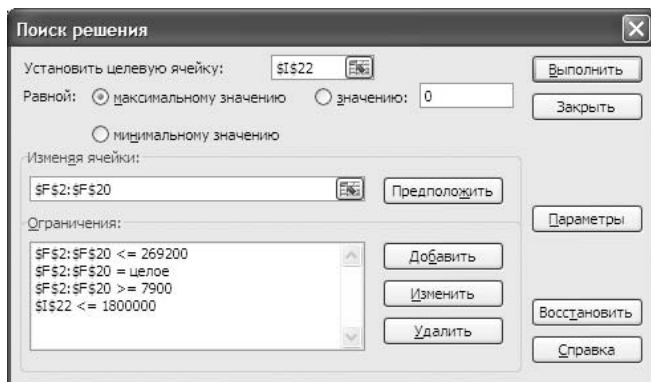 Поиск решения
Установить целевую ячейку: $I$22
Выполнить
Равной: максимальному значению значению: 0
Закрыть
минимальному значению
Изменяя ячейки:
$F$2:$F$20
Предположить
Ограничения:
Параметры
$F$2:$F$20 <= 269200
$F$2:$F$20 = целое
$F$2:$F$20 >= 7900
$I$22 <= 1800000
Добавить
Изменить
Удалить
Восстановить
Справка